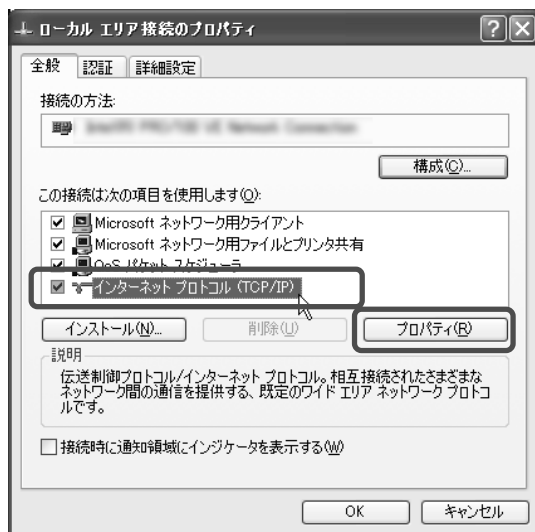 ローカル エリア接続のプロパティ
全般 認証 詳細設定
接続の方法:
構成(C)...
この接続は次の項目を使用します(O):
Microsoft ネットワーク用クライアント
Microsoft ネットワーク用ファイルとプリンタ共有
QoS パケット スケジューラ
インターネット プロトコル (TCP/IP)
インストール(N)... 削除(U) プロパティ(R)
説明
伝送制御プロトコル/インターネット プロトコル。相互接続されたさまざまな
ネットワーク間の通信を提供する、既定のワイド エリア ネットワーク プロトコ
ルです。
接続時に通知領域にインジケータを表示する(W)
OK キャンセル